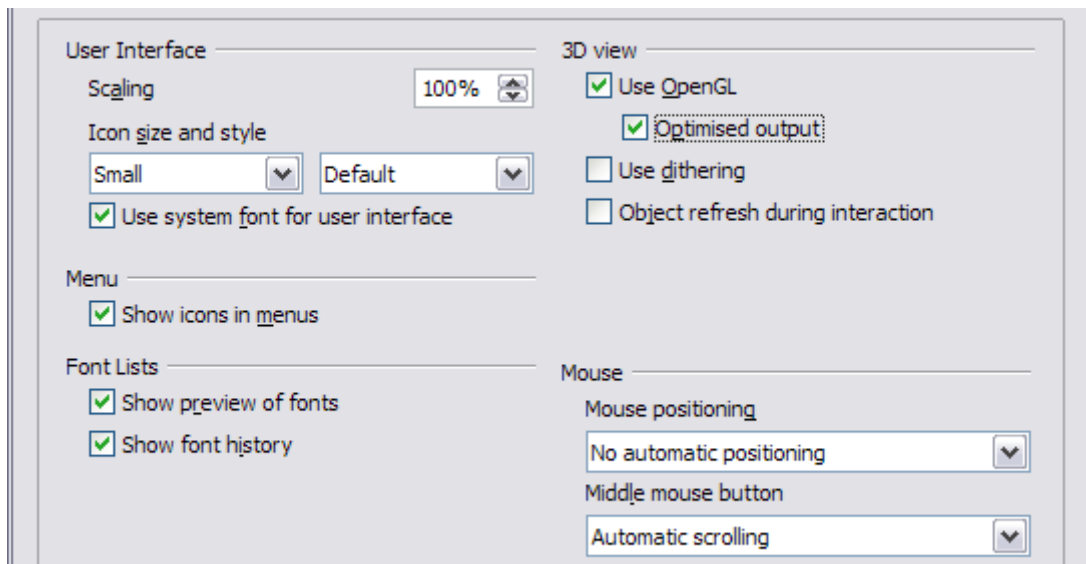 User Interface
Scaling 100%
Icon size and style
Small Default
Use system font for user interface
Menu
Show icons in menus
Font Lists
Show preview of fonts
Show font history
3D view
Use OpenGL
Optimised output
Use dithering
Object refresh during interaction
Mouse
Mouse positioning
No automatic positioning
Middle mouse button
Automatic scrolling